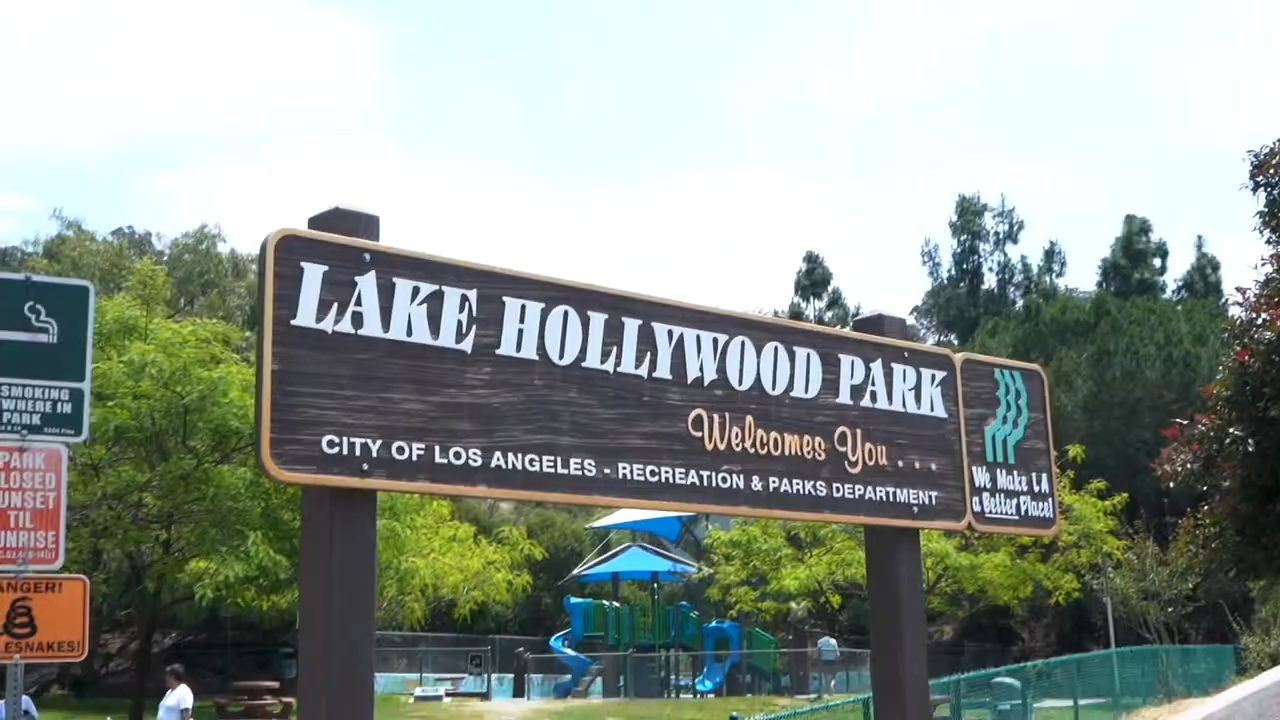 SMOKING
WHERE IN
PARK
PARK
LOSED
UNSET
TIL
UNRISE
ANGER!
ESNAKES!
LAKE HOLLYWOOD PARK
Welcomes You...
CITY OF LOS ANGELES - RECREATION & PARKS DEPARTMENT
We Make LA
a Better Place!